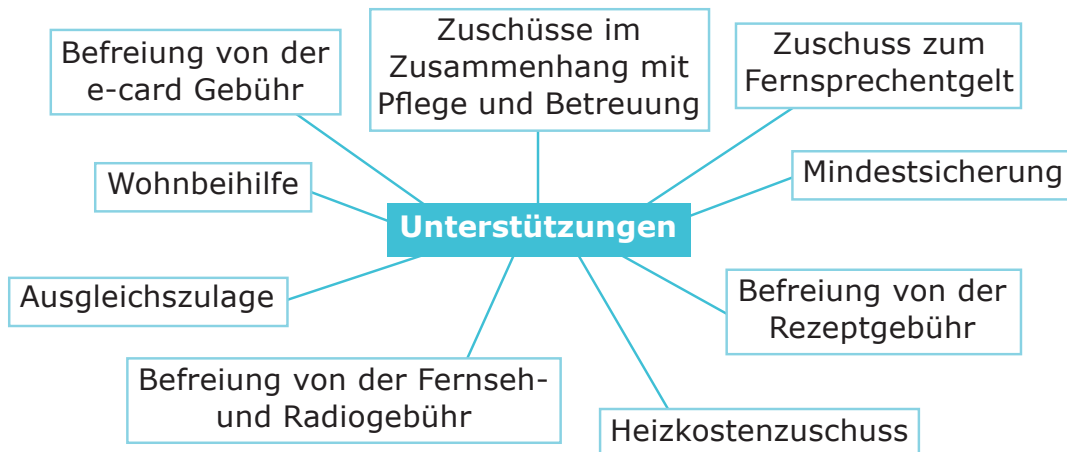 Befreiung von der
e-card Gebühr
Zuschüsse im
Zusammenhang mit
Pflege und Betreuung
Zuschuss zum
Fernsprechentgelt
Wohnbeihilfe
Mindestsicherung
Unterstützungen
Ausgleichszulage
Befreiung von der
Rezeptgebühr
Befreiung von der Fernseh-
und Radiogebühr
Heizkostenzuschuss